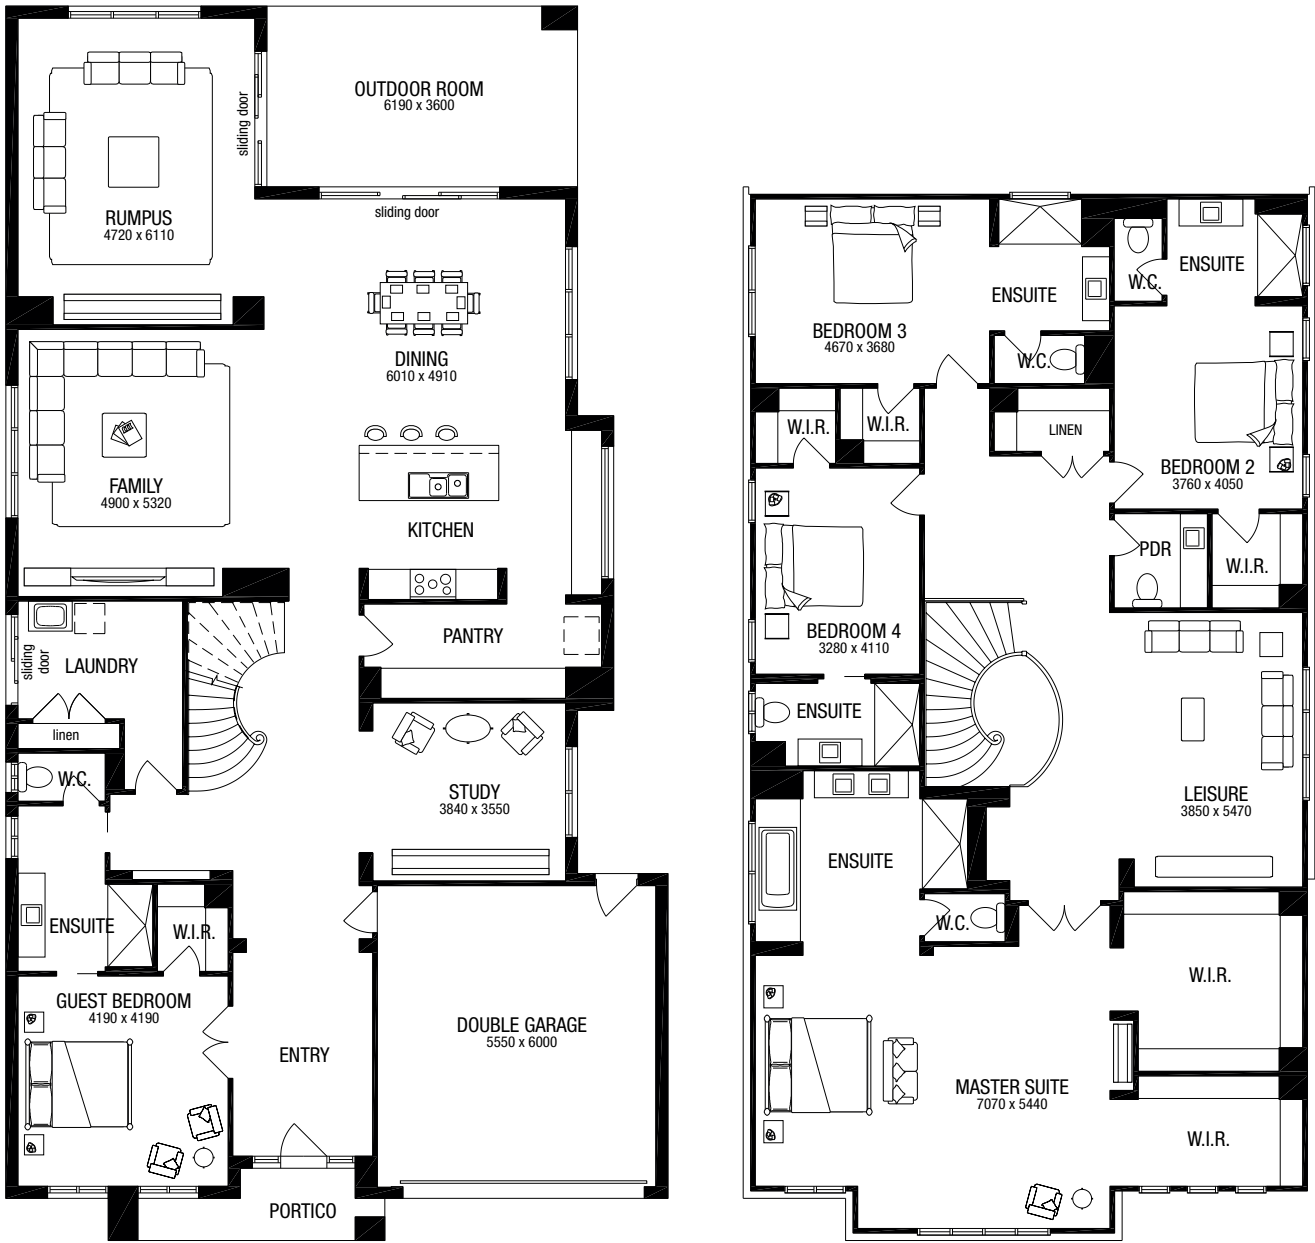 OUTDOOR ROOM
6190 x 3600
sliding door
sliding door
RUMPUS
4720 x 6110
DINING
6010 x 4910
FAMILY
4900 x 5320
KITCHEN
PANTRY
sliding
door
LAUNDRY
linen
W.C.
STUDY
3840 x 3550
ENSUITE
W.I.R.
GUEST BEDROOM
4190 x 4190
ENTRY
DOUBLE GARAGE
5550 x 6000
PORTICO
ENSUITE
W.C.
ENSUITE
BEDROOM 3
4670 x 3680
W.C.
W.I.R.
W.I.R.
LINEN
BEDROOM 2
3760 x 4050
PDR
W.I.R.
BEDROOM 4
3280 x 4110
ENSUITE
LEISURE
3850 x 5470
ENSUITE
W.C.
W.I.R.
MASTER SUITE
7070 x 5440
W.I.R.